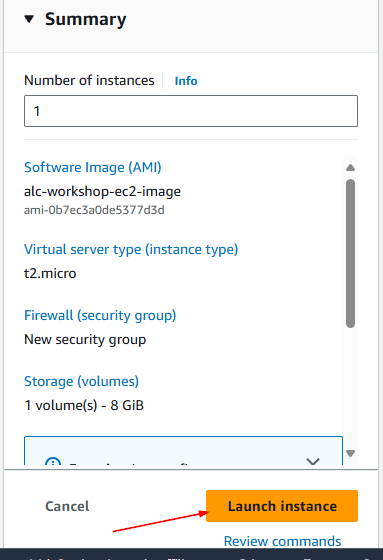 Summary
Number of instances Info
1
Software Image (AMI)
alc-workshop-ec2-image
ami-0b7ec3a0de5377d3d
Virtual server type (instance type)
t2.micro
Firewall (security group)
New security group
Storage (volumes)
1 volume(s) - 8 GiB
Cancel
Launch instance
Review commands